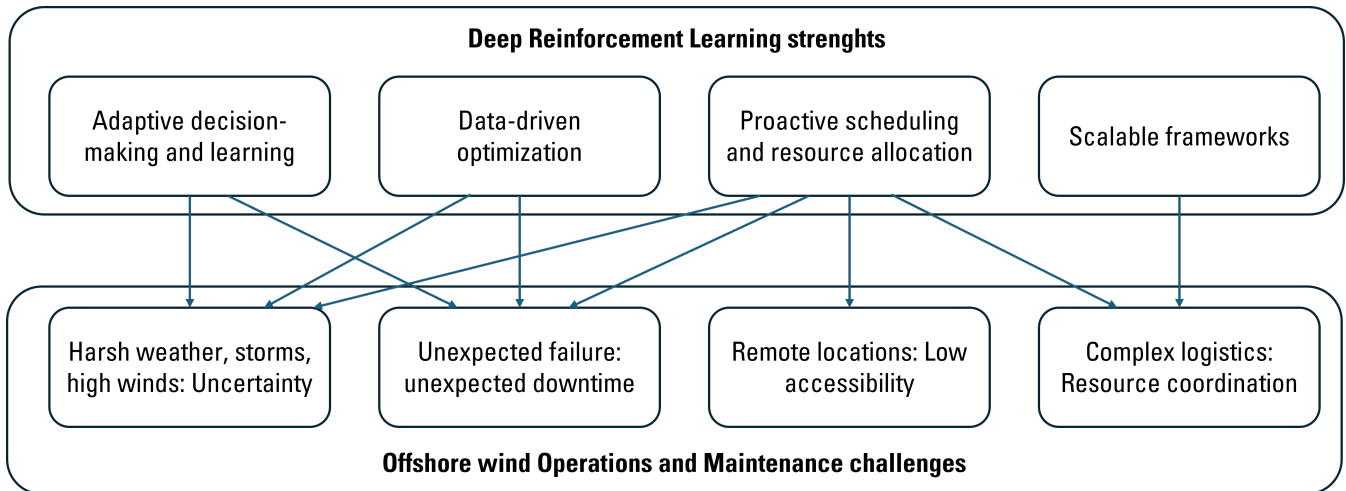 Deep Reinforcement Learning strenghts
Adaptive decision-
making and learning
Data-driven
optimization
Proactive scheduling
and resource allocation
Scalable frameworks
Harsh weather, storms,
high winds: Uncertainty
Unexpected failure:
unexpected downtime
Remote locations: Low
accessibility
Complex logistics:
Resource coordination
Offshore wind Operations and Maintenance challenges